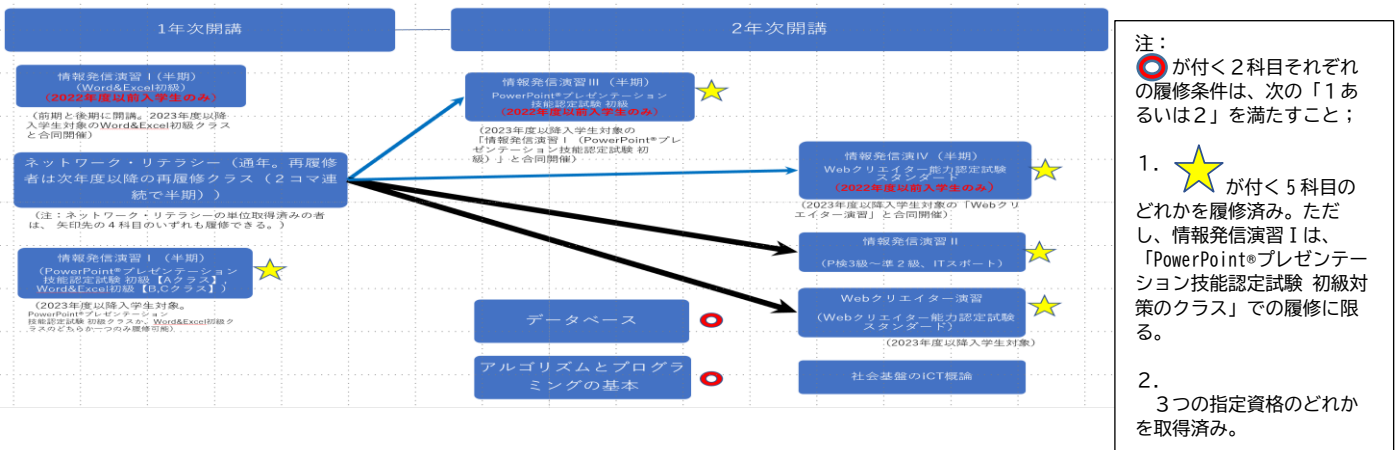 1年次開講
2年次開講
情報発信演習Ⅰ（半期）
(Word&Excel初級)
(2022年度以前入学生のみ)
（前期と後期に開講。2023年度以降
入学生対象のWord&Excel初級クラス
と合同開催）
ネットワーク・リテラシー（通年。再履修
者は次年度以降の再履修クラス（２コマ連
続で半期））
（注：ネットワーク・リテラシーの単位取得済みの者
は、 矢印先の４科目のいずれも履修できる。）
情報発信演習Ⅰ（半期）
（PowerPoint®プレゼンテーション
技能認定試験 初級【Aクラス】,
Word&Excel初級【B,Cクラス】）
（2023年度以降入学生対象。
PowerPoint®プレゼンテーション
技能認定試験 初級クラスか、Word&Excel初級ク
ラスのどちらか一つのみ履修可能）
情報発信演習III（半期）
PowerPoint®プレゼンテーション
技能認定試験 初級
(2022年度以前入学生のみ)
（2023年度以降入学生対象の
「情報発信演習Ⅰ（PowerPoint®プレ
ゼンテーション技能認定試験 初
級）」と合同開催）
データベース
アルゴリズムとプログラ
ミングの基本
情報発信演IV（半期）
Webクリエイター能力認定試験
スタンダード
(2022年度以前入学生のみ)
（2023年度以降入学生対象の「Webクリ
エイター演習」と合同開催）
情報発信演習Ⅱ
（P検3級～準２級、ITスポート）
Webクリエイター演習
（Webクリエイター能力認定試験
スタンダード）
（2023年度以降入学生対象）
社会基盤のICT概論
注：
が付く２科目それぞれ
の履修条件は、次の「１あ
るいは２」を満たすこと；
１．
が付く５科目の
どれかを履修済み。ただ
し、情報発信演習Ⅰは、
「PowerPoint®プレゼンテー
ション技能認定試験 初級対
策のクラス」での履修に限
る。
２．
３つの指定資格のどれか
を取得済み。